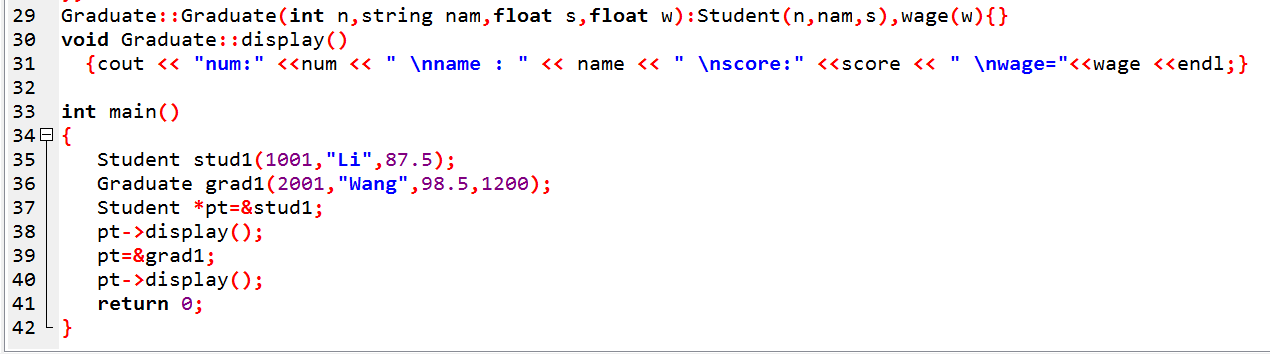 29 Graduate::Graduate(int n,string nam,float s,float w):Student(n,nam,s),wage(w){}
30 void Graduate::display()
31   {cout << "num:" <<num << " \nname : " << name << " \nscore:" <<score << " \nwage="<<wage <<endl;}
32
33 int main()
34 {
35    Student stud1(1001,"Li",87.5);
36    Graduate grad1(2001,"Wang",98.5,1200);
37    Student *pt=&stud1;
38    pt->display();
39    pt=&grad1;
40    pt->display();
41    return 0;
42 }